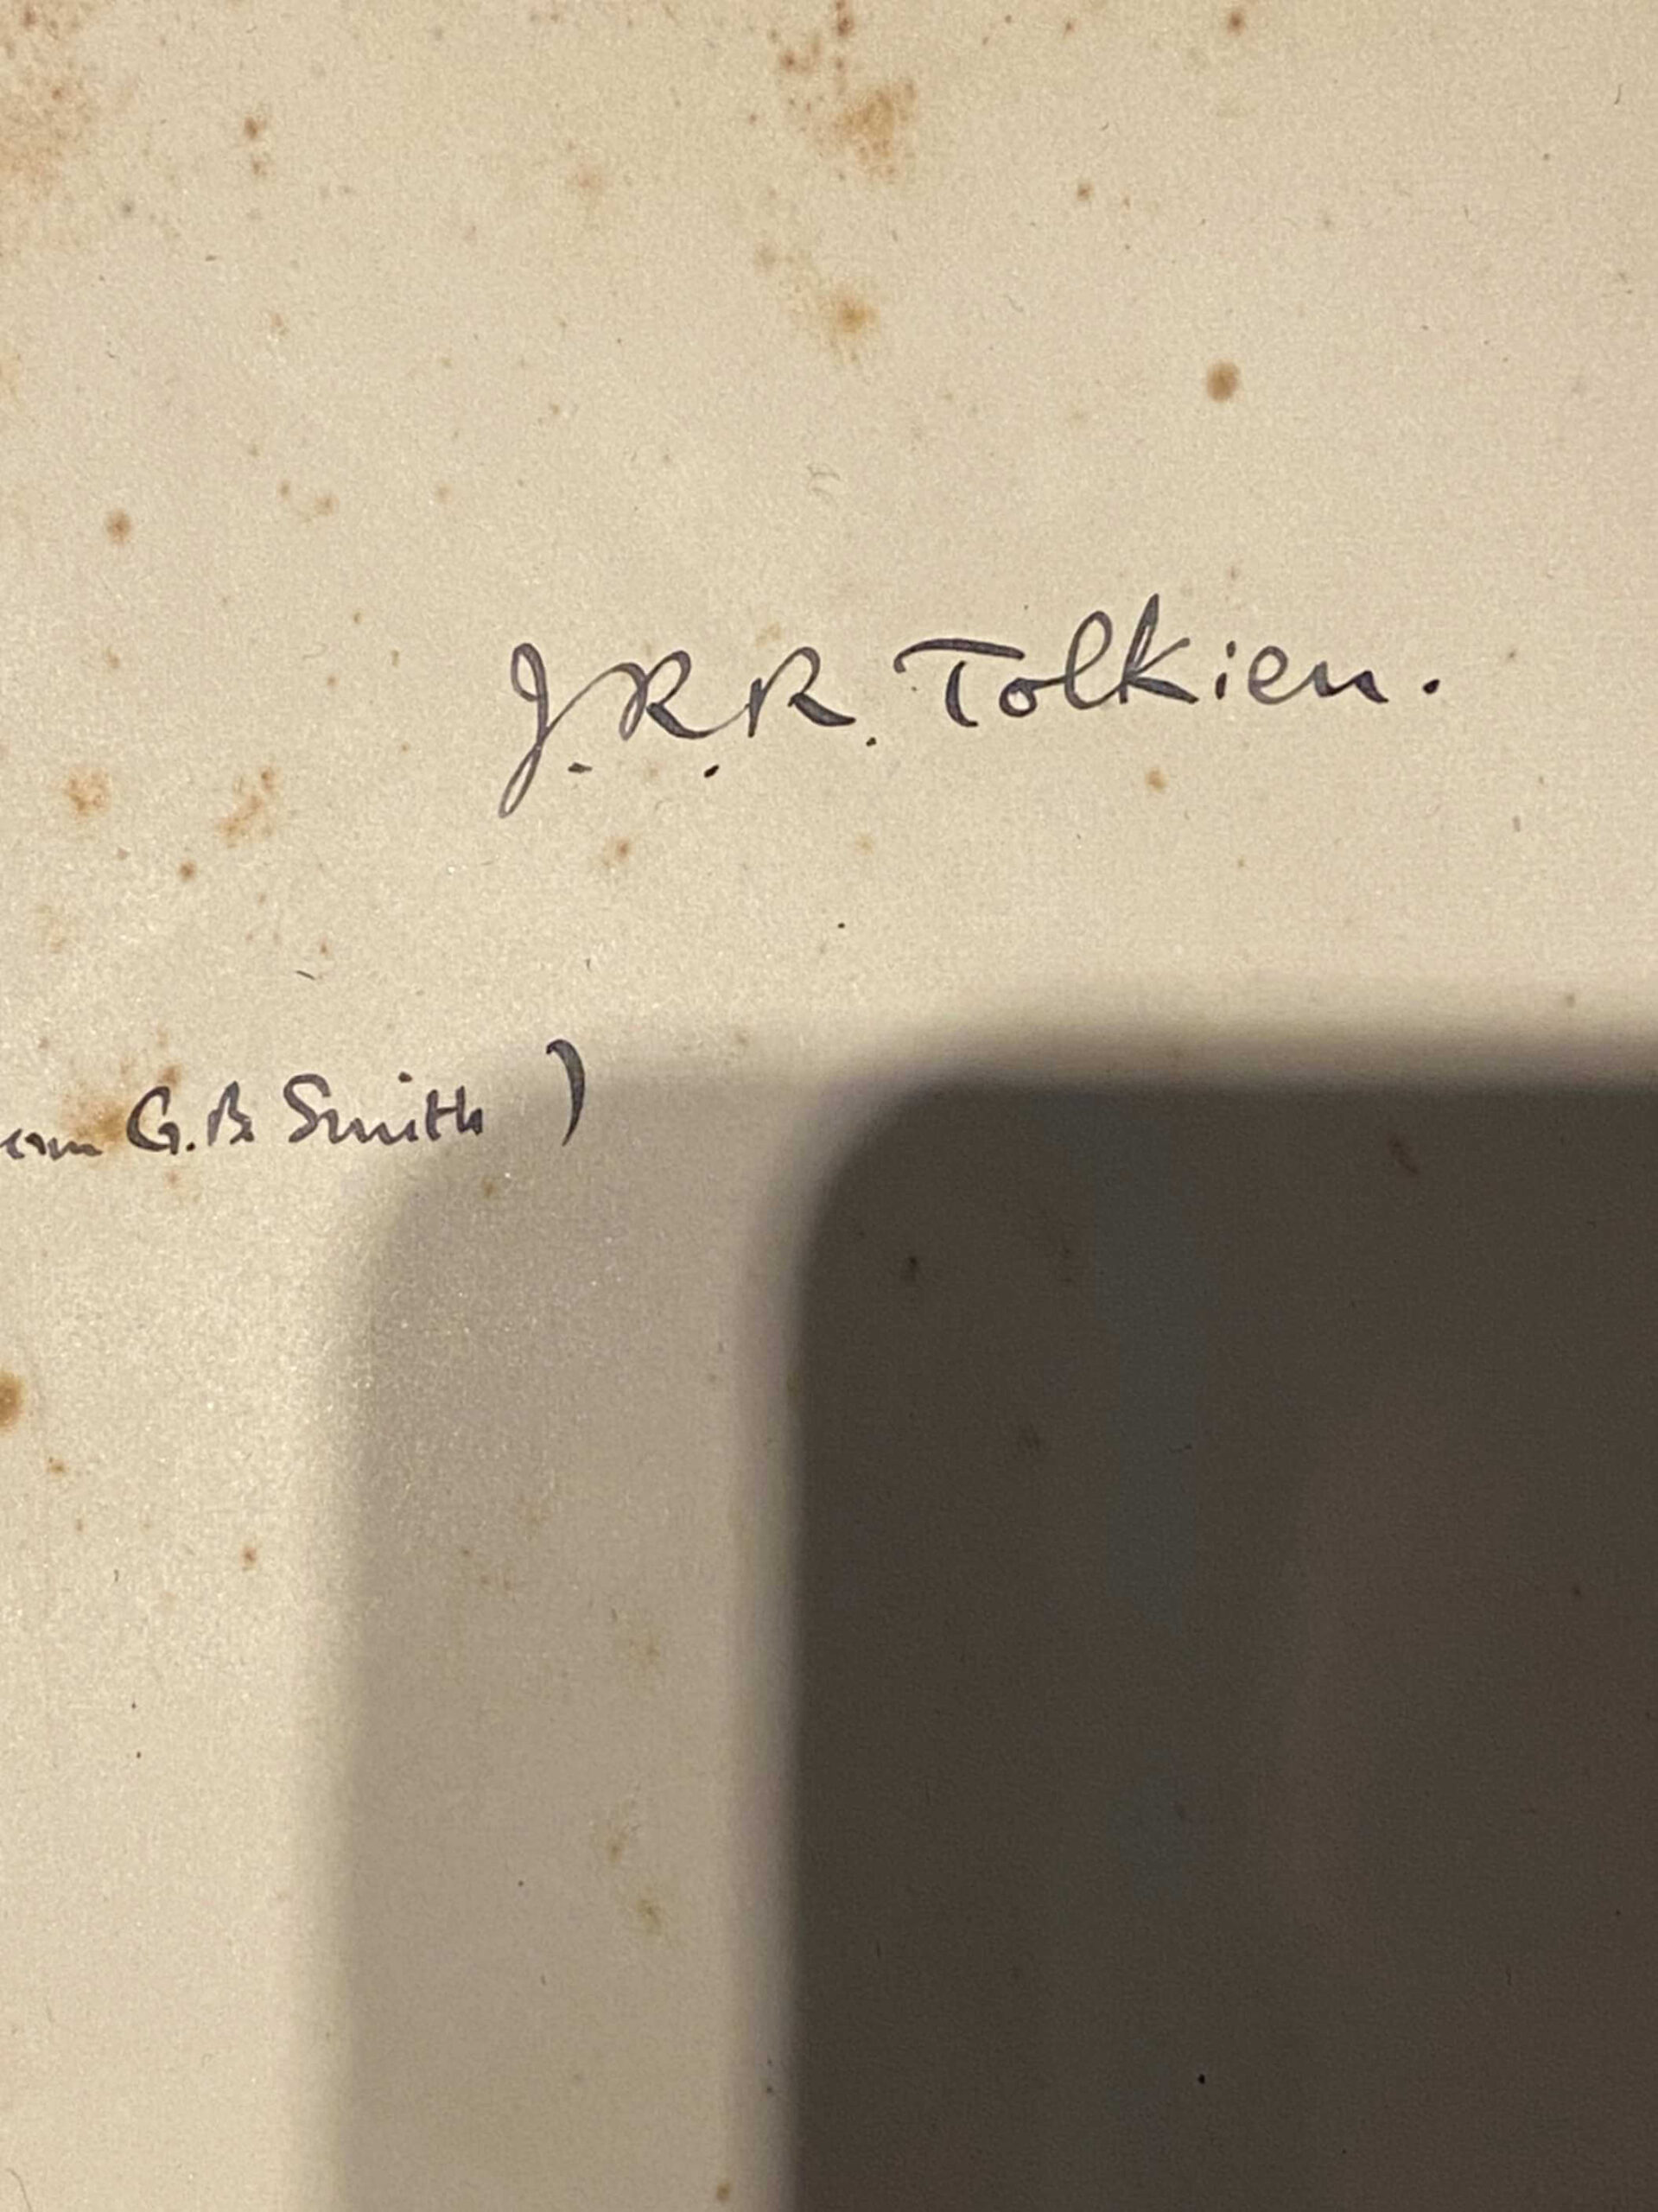 J.R.R. Tolkien.
G.B. Smith )